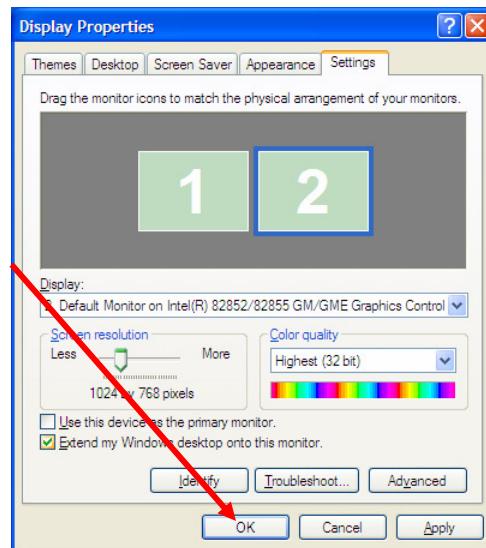 Display Properties
Themes Desktop Screen Saver Appearance Settings
Drag the monitor icons to match the physical arrangement of your monitors.
1 2
Display:
2. Default Monitor on Intel(R) 82852/82855 GM/GME Graphics Control
Screen resolution
Less More
1024 by 768 pixels
Color quality
Highest (32 bit)
Use this device as the primary monitor.
Extend my Windows desktop onto this monitor.
Identify Troubleshoot... Advanced
OK Cancel Apply